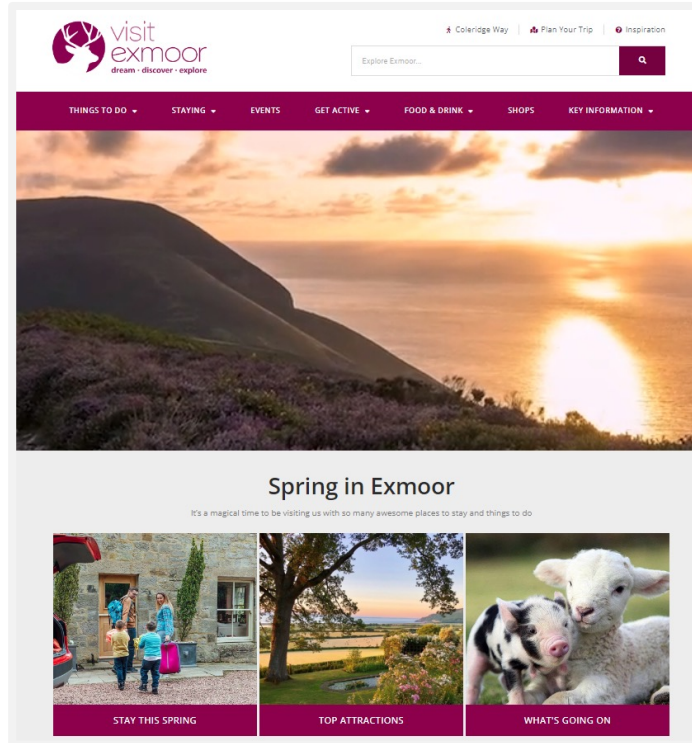 visit
exmoor
dream · discover · explore
Coleridge Way
Plan Your Trip
Inspiration
Explore Exmoor...
THINGS TO DO
STAYING
EVENTS
GET ACTIVE
FOOD & DRINK
SHOPS
KEY INFORMATION
Spring in Exmoor
It's a magical time to be visiting us with so many awesome places to stay and things to do
STAY THIS SPRING
TOP ATTRACTIONS
WHAT'S GOING ON